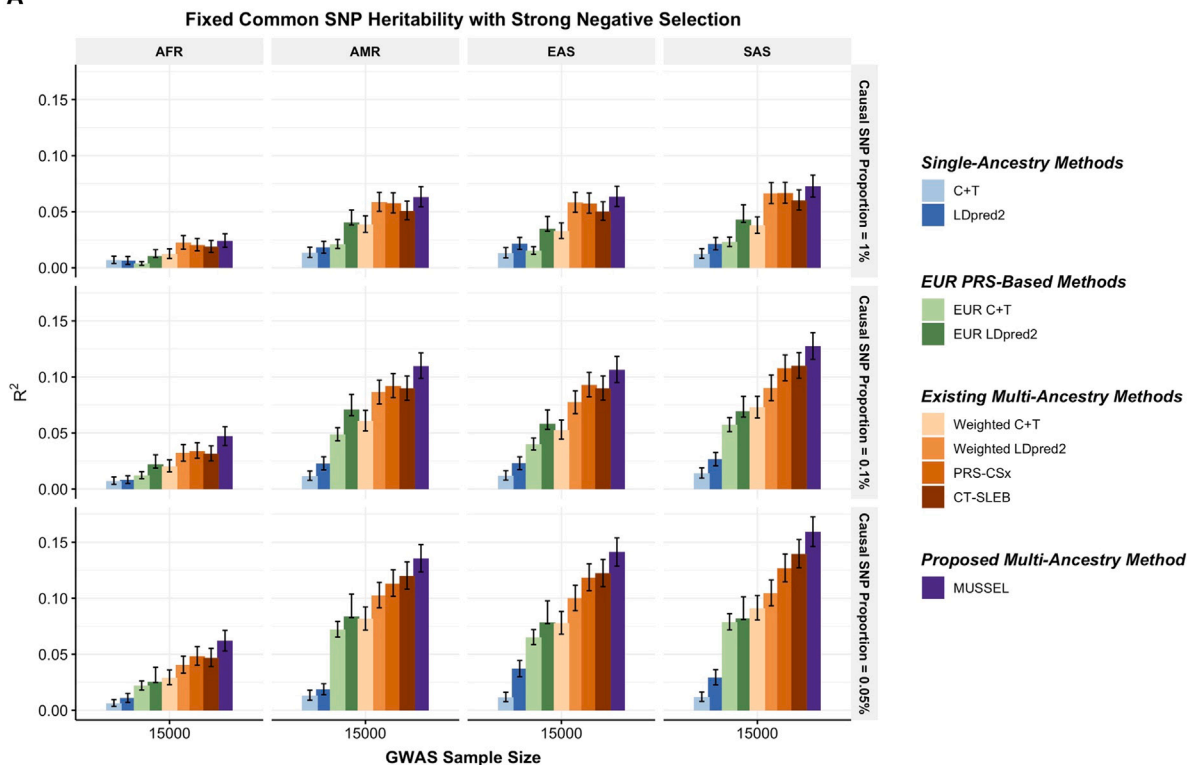 A
Fixed Common SNP Heritability with Strong Negative Selection
AFR
AMR
EAS
SAS
0.15
0.10
0.05
0.00
Causal SNP Proportion = 1%
0.15
0.10
0.05
0.00
Causal SNP Proportion = 0.1%
0.15
0.10
0.05
0.00
Causal SNP Proportion = 0.05%
R²
15000
15000
15000
15000
GWAS Sample Size
Single-Ancestry Methods
C+T
LDpred2
EUR PRS-Based Methods
EUR C+T
EUR LDpred2
Existing Multi-Ancestry Methods
Weighted C+T
Weighted LDpred2
PRS-CSx
CT-SLEB
Proposed Multi-Ancestry Method
MUSSEL